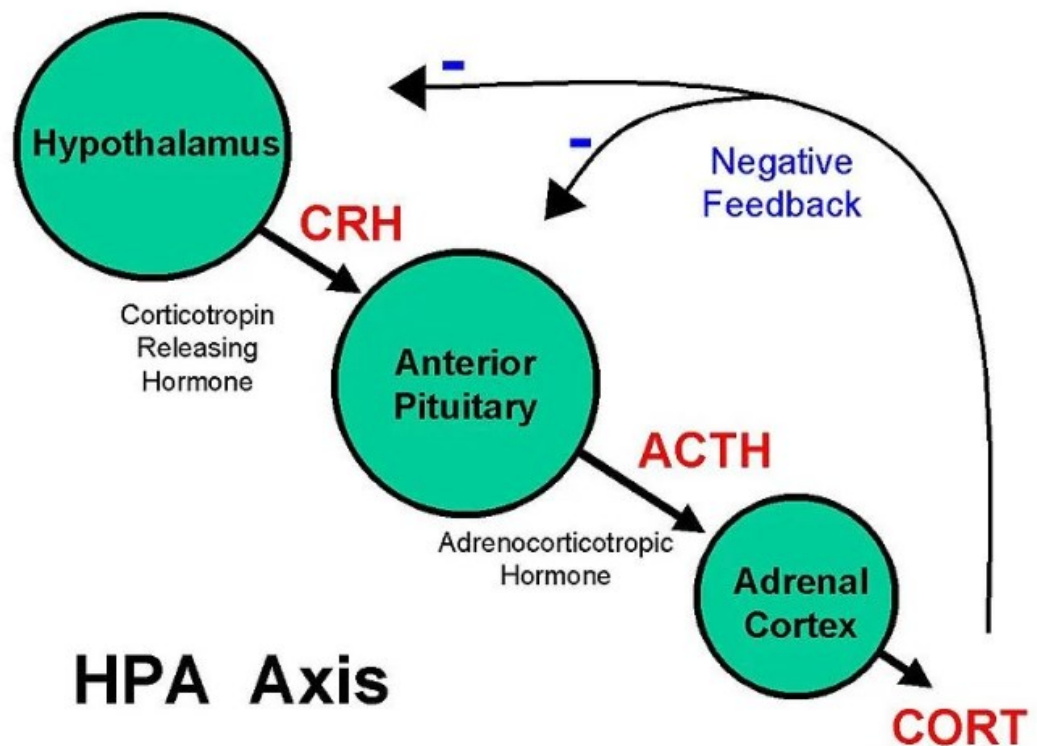 -
-
Hypothalamus
Negative
Feedback
CRH
Corticotropin
Releasing
Hormone
Anterior
Pituitary
ACTH
Adrenocorticotropic
Hormone
Adrenal
Cortex
HPA Axis
CORT